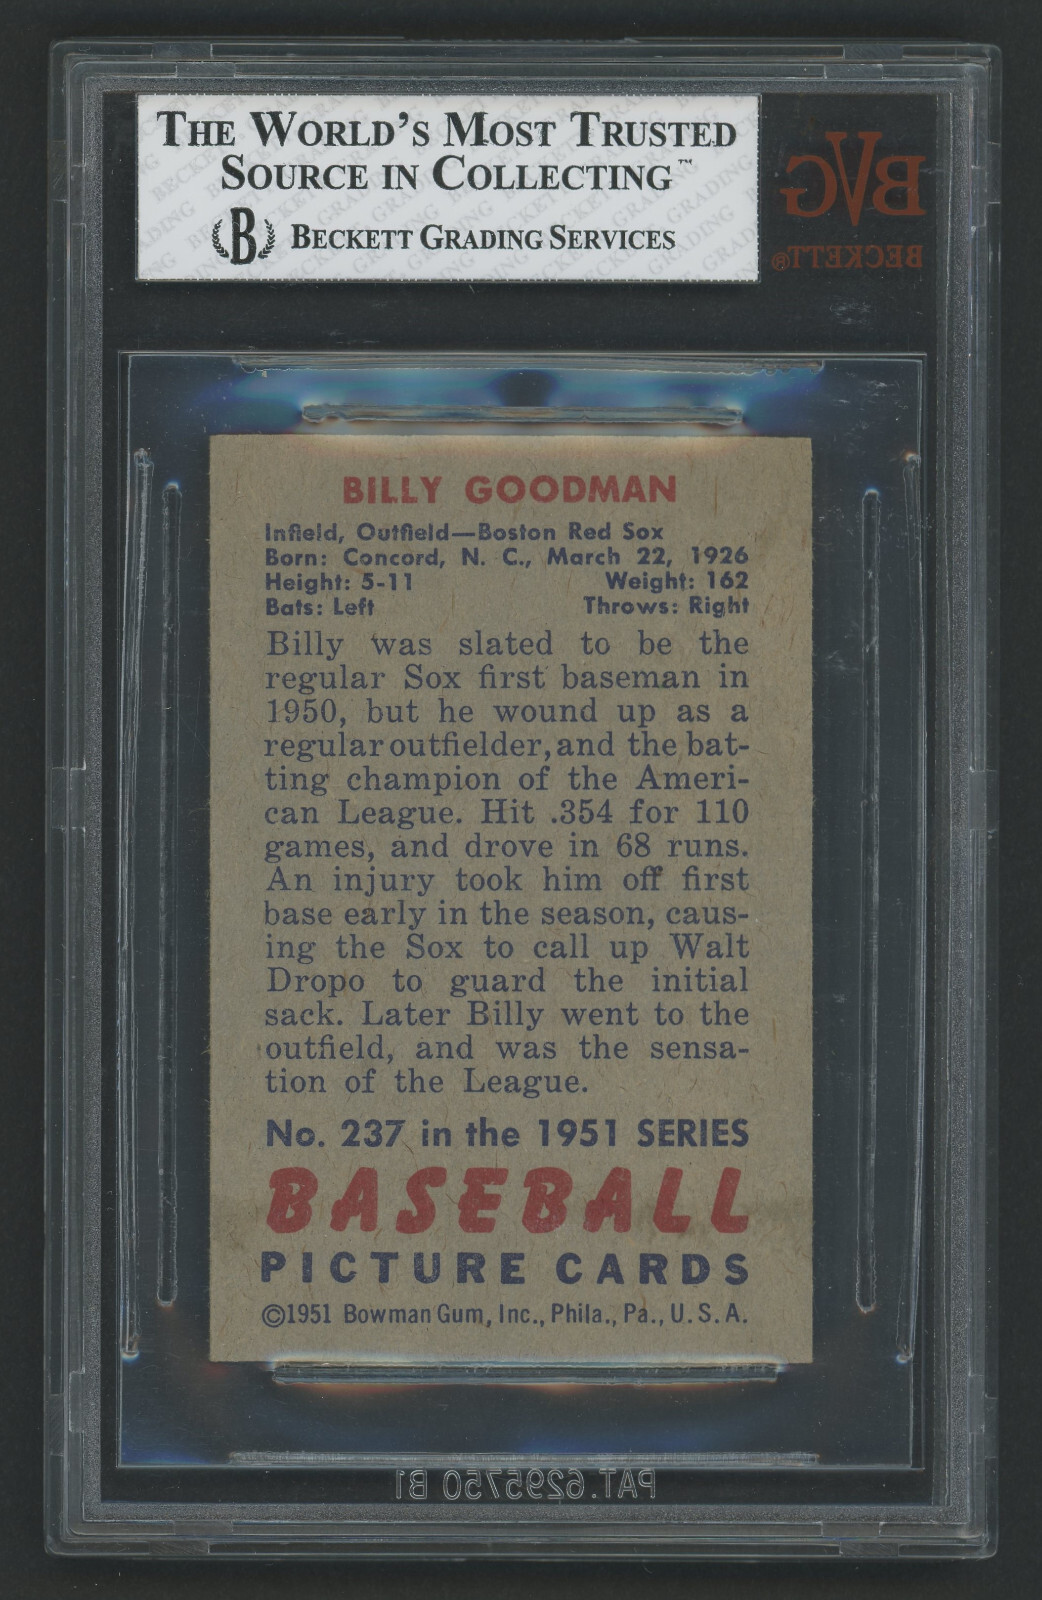 THE WORLD'S MOST TRUSTED
SOURCE IN COLLECTING™
B BECKETT GRADING SERVICES
BVG
BECKETT®
BILLY GOODMAN
Infield, Outfield—Boston Red Sox
Born: Concord, N. C., March 22, 1926
Height: 5-11 Weight: 162
Bats: Left Throws: Right
Billy was slated to be the
regular Sox first baseman in
1950, but he wound up as a
regular outfielder, and the bat-
ting champion of the Ameri-
can League. Hit .354 for 110
games, and drove in 68 runs.
An injury took him off first
base early in the season, caus-
ing the Sox to call up Walt
Dropo to guard the initial
sack. Later Billy went to the
outfield, and was the sensa-
tion of the League.
No. 237 in the 1951 SERIES
BASEBALL
PICTURE CARDS
©1951 Bowman Gum, Inc., Phila., Pa., U.S.A.
PAT. 6295750 B1